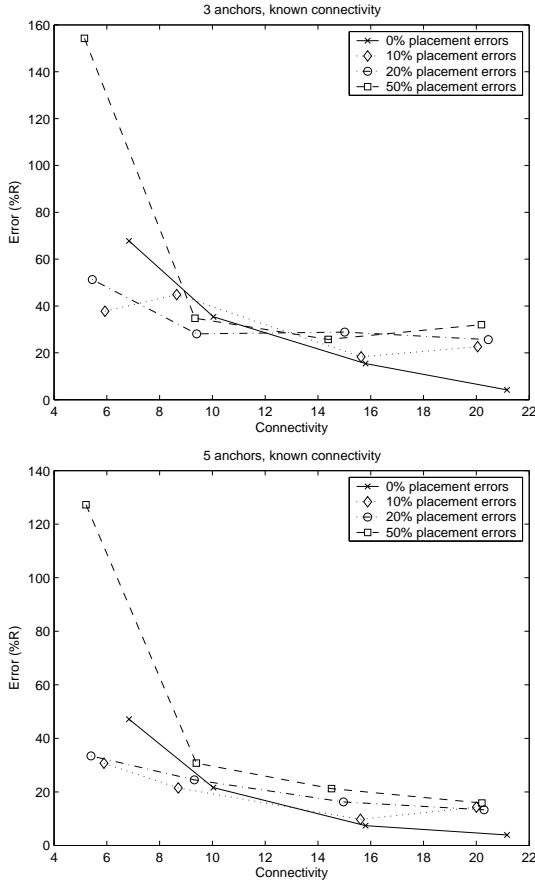 3 anchors, known connectivity
160
140
120
100
80
60
40
20
0
Error (%R)
0% placement errors
10% placement errors
20% placement errors
50% placement errors
4 6 8 10 12 14 16 18 20 22
Connectivity
5 anchors, known connectivity
140
120
100
80
60
40
20
0
Error (%R)
0% placement errors
10% placement errors
20% placement errors
50% placement errors
4 6 8 10 12 14 16 18 20 22
Connectivity